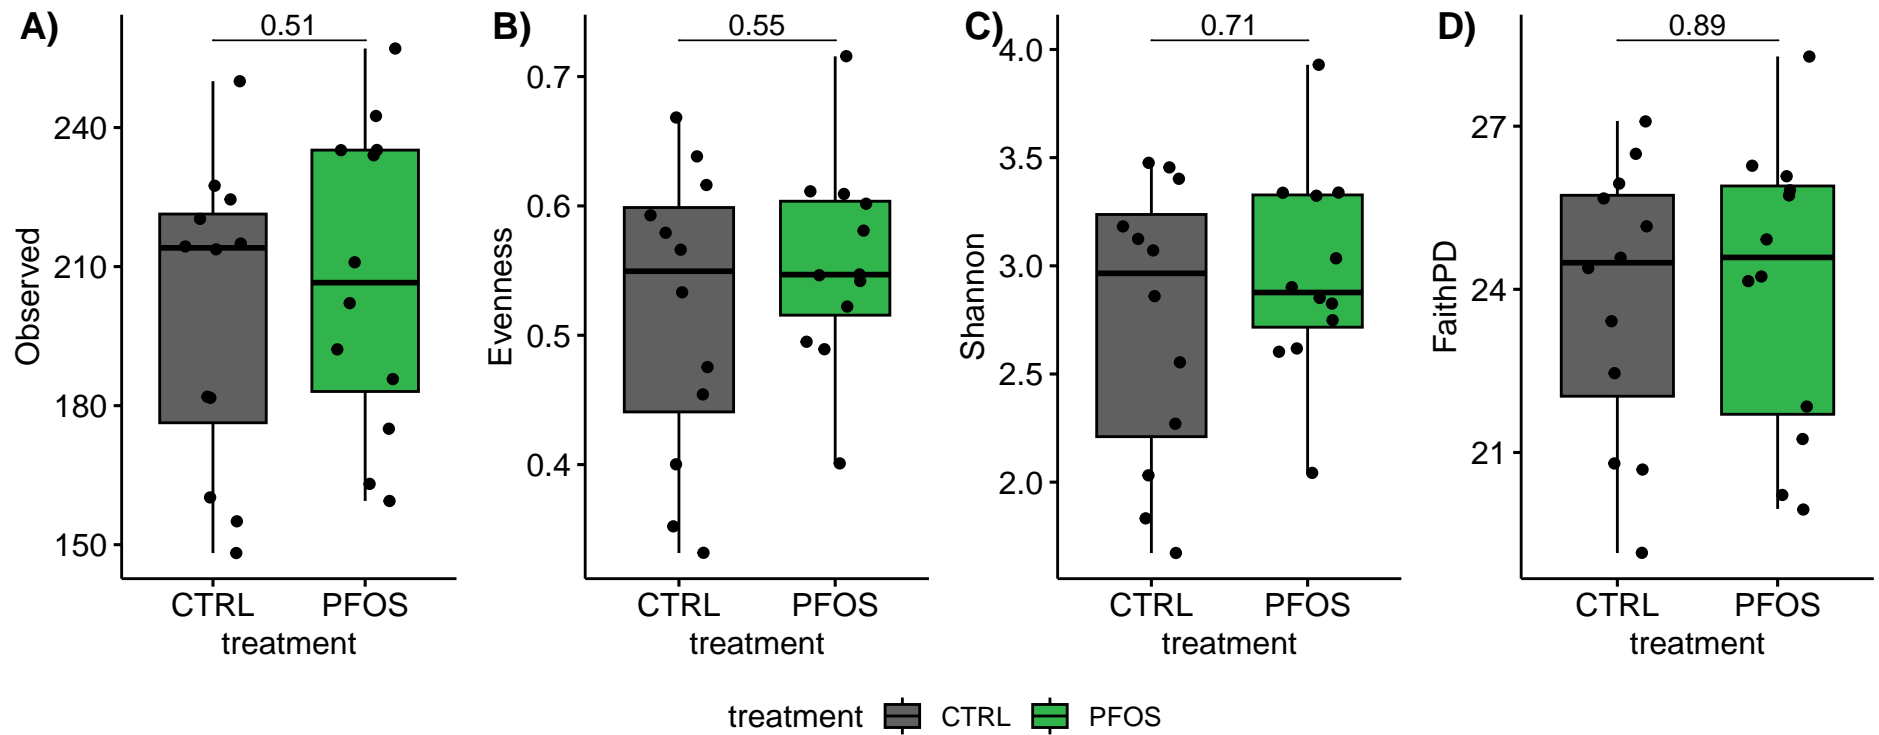 A)
0.51
Observed
240
210
180
150
CTRL PFOS
treatment
B)
0.55
Evenness
0.7
0.6
0.5
0.4
CTRL PFOS
treatment
C)
0.71
Shannon
4.0
3.5
3.0
2.5
2.0
CTRL PFOS
treatment
D)
0.89
FaithPD
27
24
21
CTRL PFOS
treatment
treatment CTRL PFOS